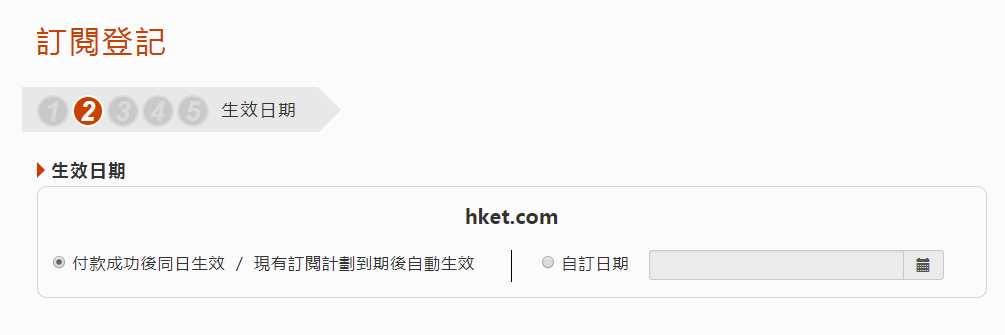 訂閱登記
1 2 3 4 5 生效日期
生效日期
hket.com
付款成功後同日生效 / 現有訂閱計劃到期後自動生效 自訂日期